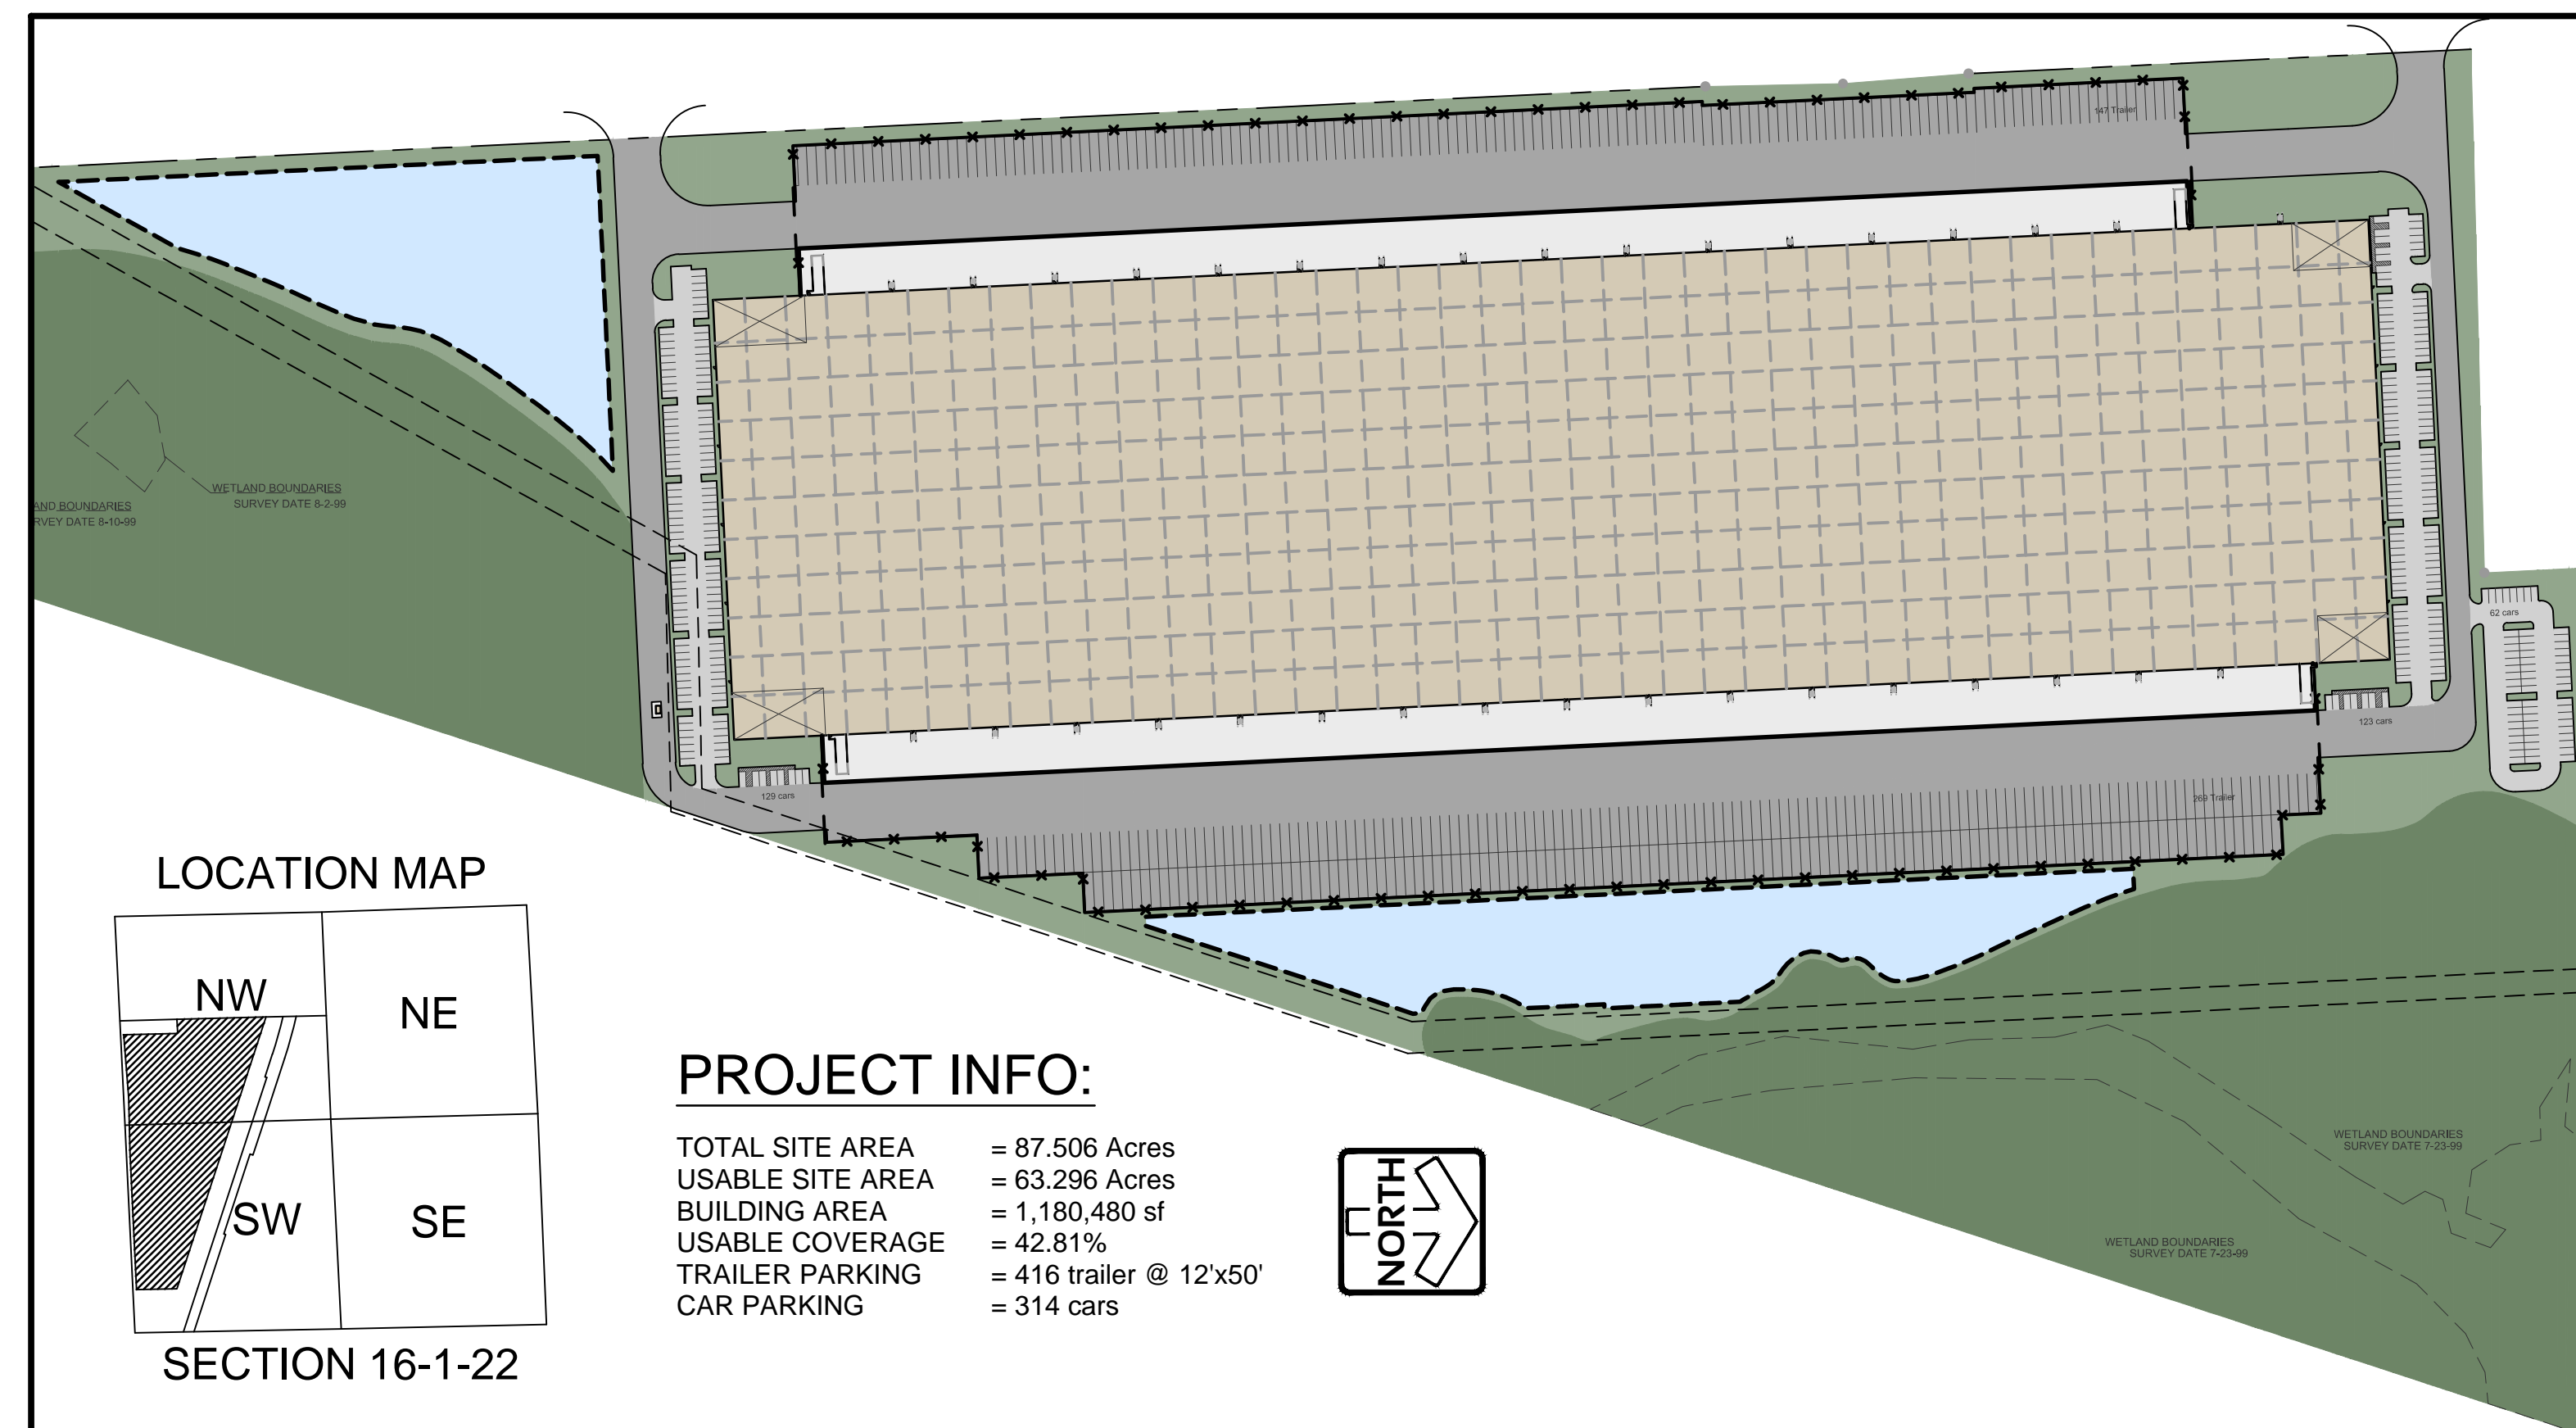 147 Trailer
WETLAND BOUNDARIES
SURVEY DATE 8-2-99
AND BOUNDARIES
RVEY DATE 8-10-99
62 cars
123 cars
129 cars
269 Trailer
LOCATION MAP
NW
NE
SW
SE
SECTION 16-1-22
PROJECT INFO:
TOTAL SITE AREA = 87.506 Acres
USABLE SITE AREA = 63.296 Acres
BUILDING AREA = 1,180,480 sf
USABLE COVERAGE = 42.81%
TRAILER PARKING = 416 trailer @ 12'x50'
CAR PARKING = 314 cars
NORTH
WETLAND BOUNDARIES
SURVEY DATE 7-23-99
WETLAND BOUNDARIES
SURVEY DATE 7-23-99